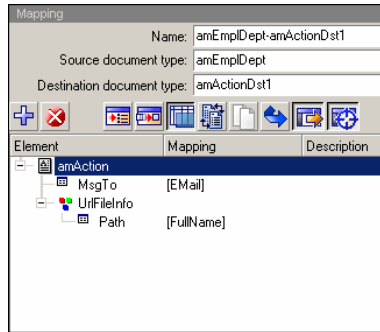 Mapping
Name: amEmplDept-amActionDst1
Source document type: amEmplDept
Destination document type: amActionDst1
Element Mapping Description
amAction
MsgTo [EMail]
UrlFileInfo
Path [FullName]